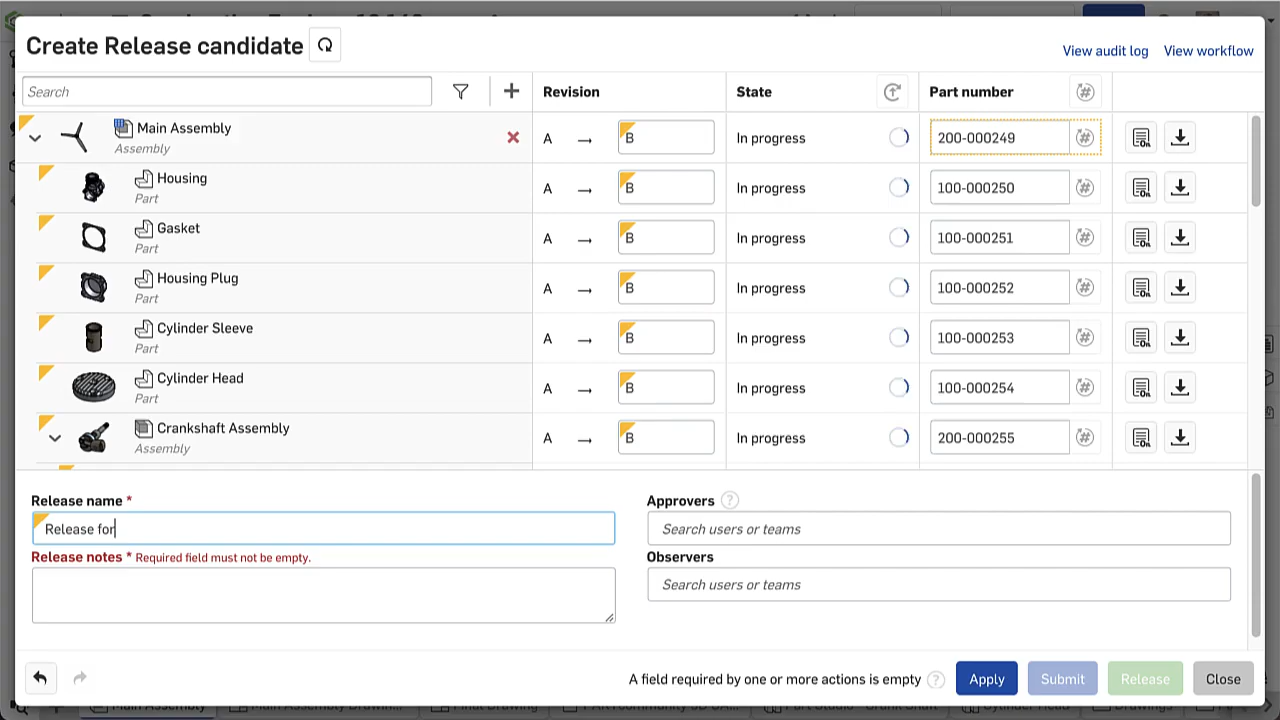 Create Release candidate
View audit log View workflow
Search Revision State Part number
Main Assembly
Assembly
A → B In progress 200-000249
Housing
Part
A → B In progress 100-000250
Gasket
Part
A → B In progress 100-000251
Housing Plug
Part
A → B In progress 100-000252
Cylinder Sleeve
Part
A → B In progress 100-000253
Cylinder Head
Part
A → B In progress 100-000254
Crankshaft Assembly
Assembly
A → B In progress 200-000255
Release name *
Release for
Release notes * Required field must not be empty.
Approvers ?
Search users or teams
Observers
Search users or teams
A field required by one or more actions is empty ? Apply Submit Release Close
Main Assembly